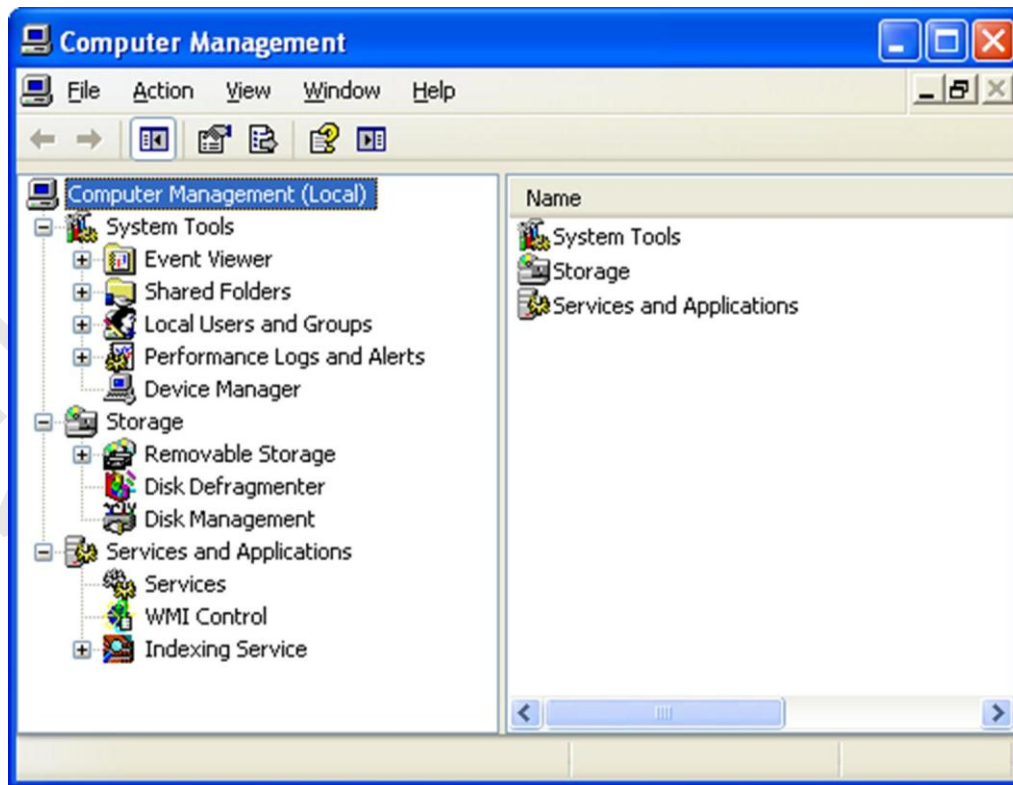 Computer Management
File Action View Window Help
Computer Management (Local)
System Tools
Event Viewer
Shared Folders
Local Users and Groups
Performance Logs and Alerts
Device Manager
Storage
Removable Storage
Disk Defragmenter
Disk Management
Services and Applications
Services
WMI Control
Indexing Service
Name
System Tools
Storage
Services and Applications